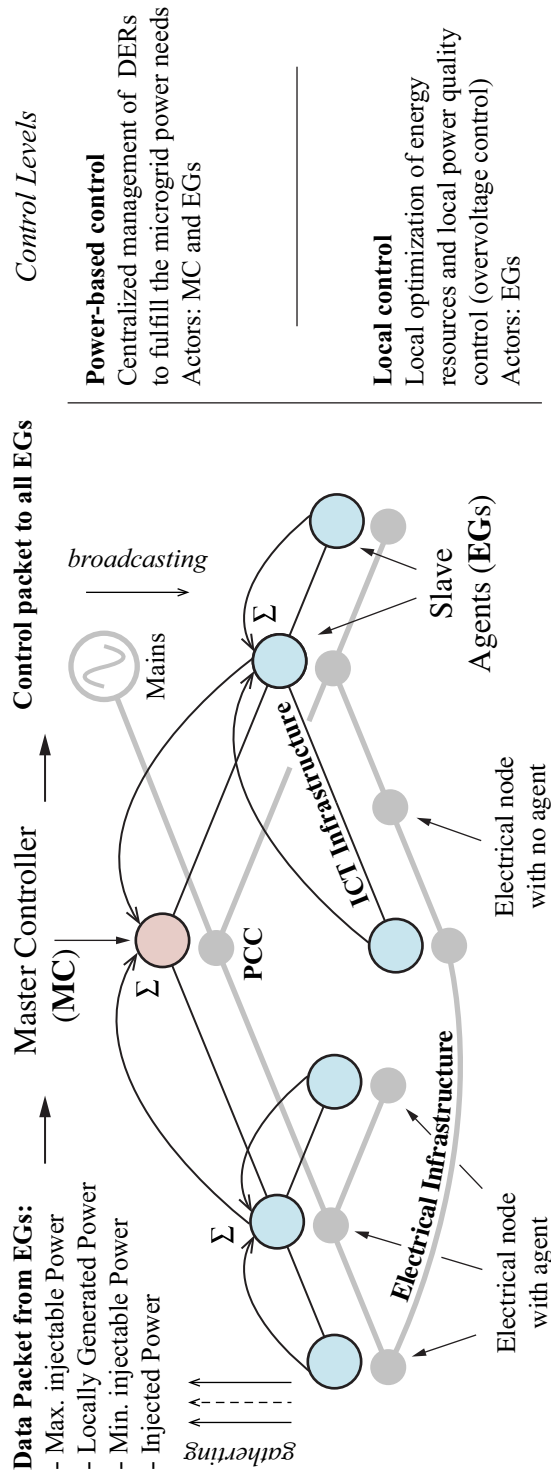 Data Packet from EGs:
- Max. injectable Power
- Locally Generated Power
- Min. injectable Power
- Injected Power
gatherting
Master Controller
(MC)
Control packet to all EGs
broadcasting
Mains
Σ
PCC
Σ
Σ
ICT Infrastructure
Electrical Infrastructure
Electrical node
with agent
Electrical node
with no agent
Slave
Agents (EGs)
Control Levels
Power-based control
Centralized management of DERs
to fulfill the microgrid power needs
Actors: MC and EGs
Local control
Local optimization of energy
resources and local power quality
control (overvoltage control)
Actors: EGs